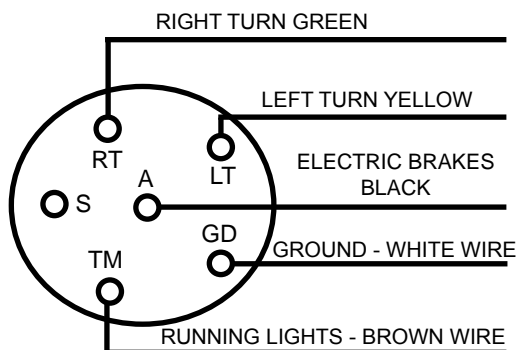 RIGHT TURN GREEN
LEFT TURN YELLOW
RT
LT
ELECTRIC BRAKES
BLACK
A
S
GD
GROUND - WHITE WIRE
TM
RUNNING LIGHTS - BROWN WIRE